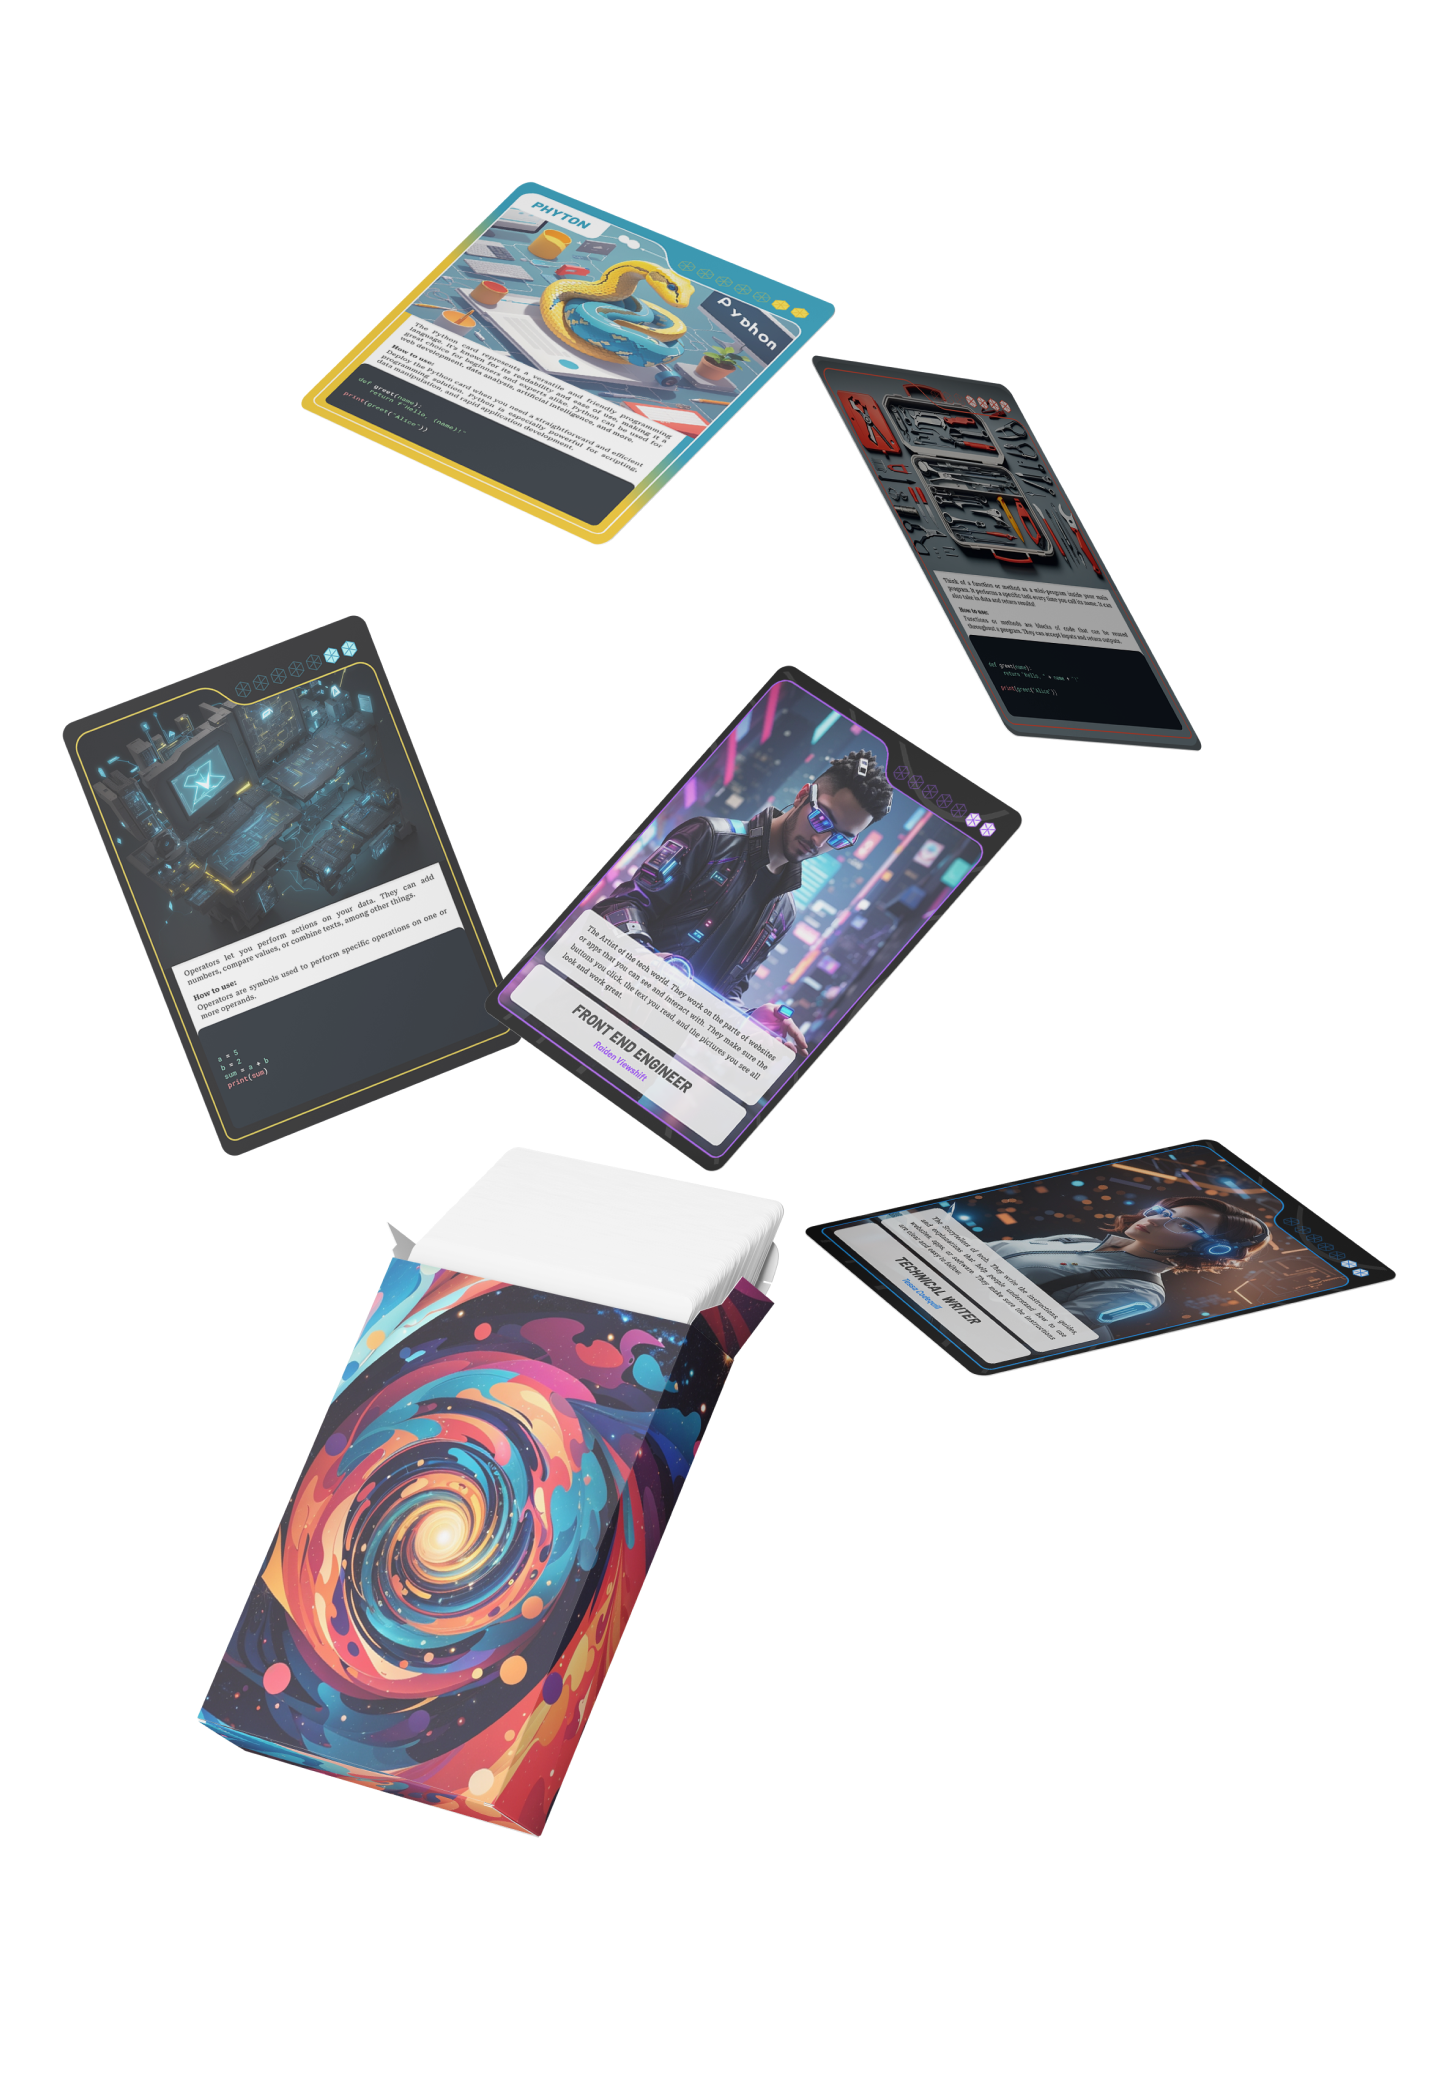 PHYTON
PyDhon
The Python card represents a versatile and friendly programming
language. It's known for its readability and ease of use, making it a
great choice for beginners and experts alike. Python can be used for
web development, data analysis, artificial intelligence, and more.
How to use:
Deploy the Python card when you need a straightforward and efficient
programming solution. Python is especially powerful for scripting,
data manipulation, and rapid application development.
def greet(name):
return f"Hello, {name}!"
print(greet("Alice"))
Think of a function or method as a mini-program inside your main
program. It performs a specific task every time you call its name. It can
also take in data and return results!
How to use:
Functions or methods are blocks of code that can be reused
throughout a program. They can accept inputs and return outputs.
def greet(name):
return "Hello, " + name + "!"
print(greet("Alice"))
Operators let you perform actions on your data. They can add
numbers, compare values, or combine texts, among other things.
How to use:
Operators are symbols used to perform specific operations on one or
more operands.
a = 5
b = 2
sum = a + b
print(sum)
The Artist of the tech world. They work on the parts of websites
or apps that you can see and interact with. They make sure the
buttons you click, the text you read, and the pictures you see all
look and work great.
FRONT END ENGINEER
Raiden Viewshift
The Storytellers of tech. They write the instructions, guides,
and explanations that help people understand how to use
websites, apps, or software. They make sure the instructions
are clear and easy to follow.
TECHNICAL WRITER